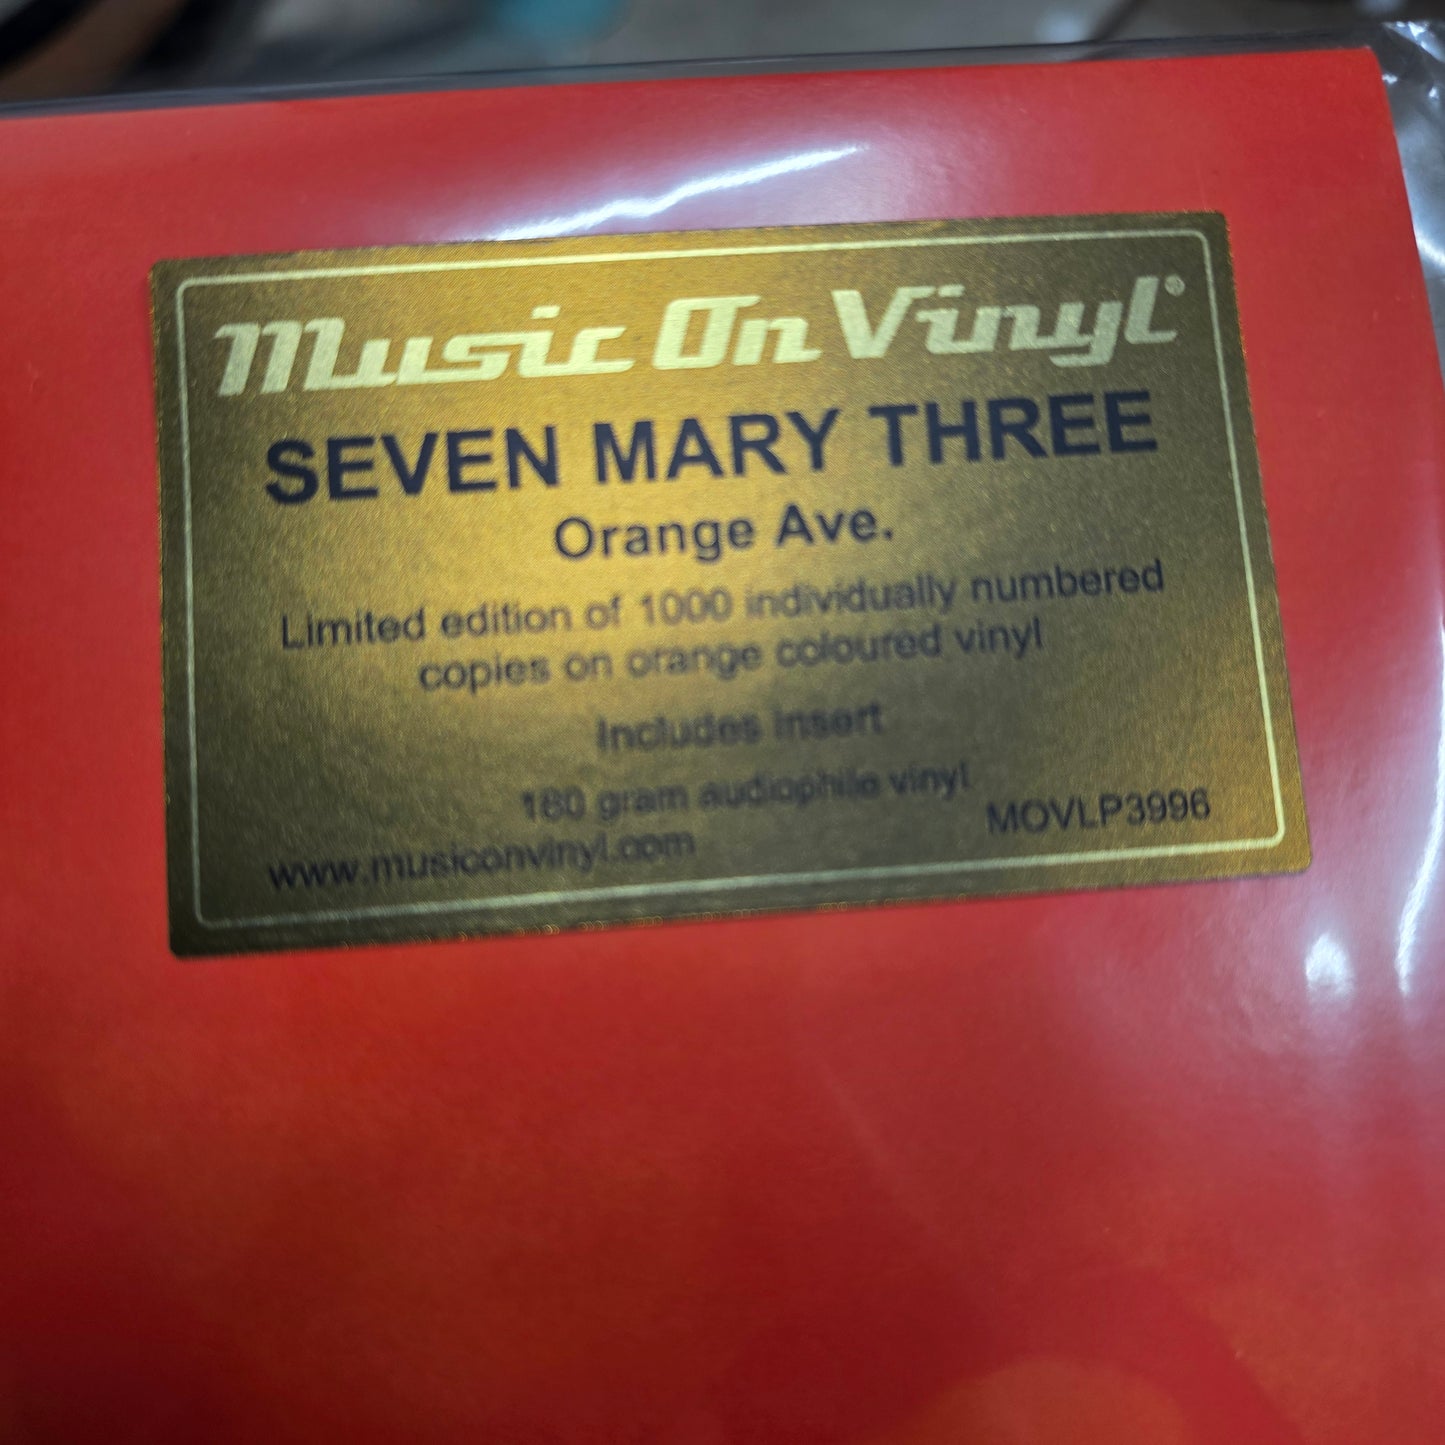 Music On Vinyl®
SEVEN MARY THREE
Orange Ave.
Limited edition of 1000 individually numbered
copies on orange coloured vinyl
Includes insert
180 gram audiophile vinyl
www.musiconvinyl.com
MOVLP3996